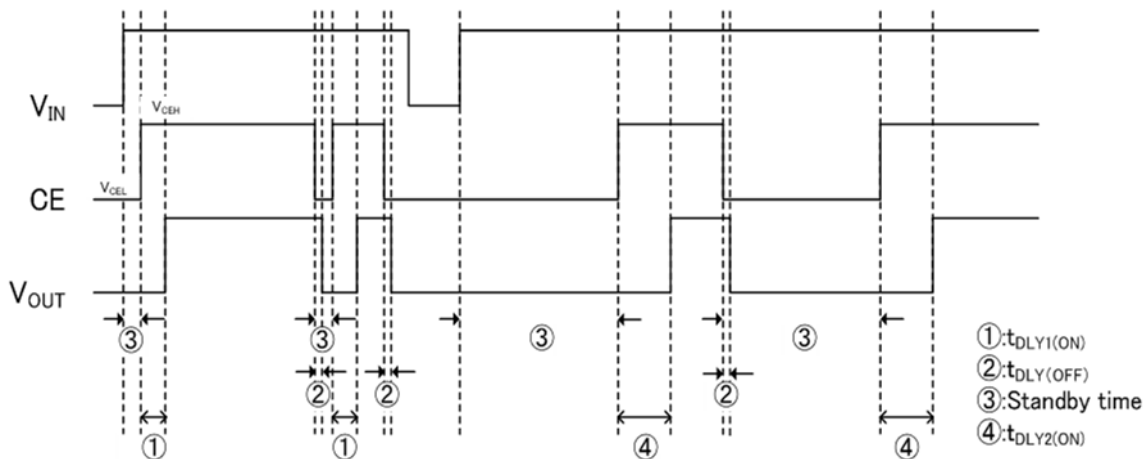 V_IN
V_CEH
V_CEL
CE
V_OUT
③ ③ ③ ③
② ② ②
① ① ④ ④
①:t_DLY1(ON)
②:t_DLY(OFF)
③:Standby time
④:t_DLY2(ON)